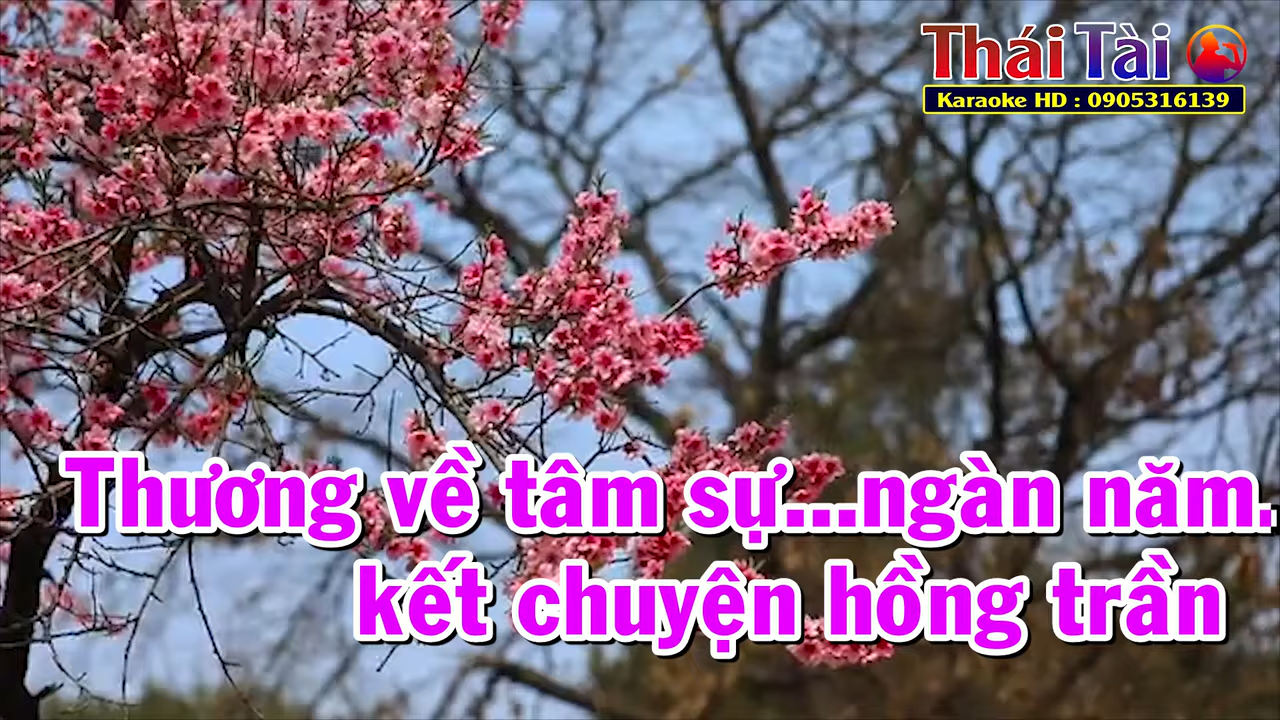 Thái Tài
Karaoke HD : 0905316139
Thương về tâm sự...ngàn năm.
kết chuyện hồng trần